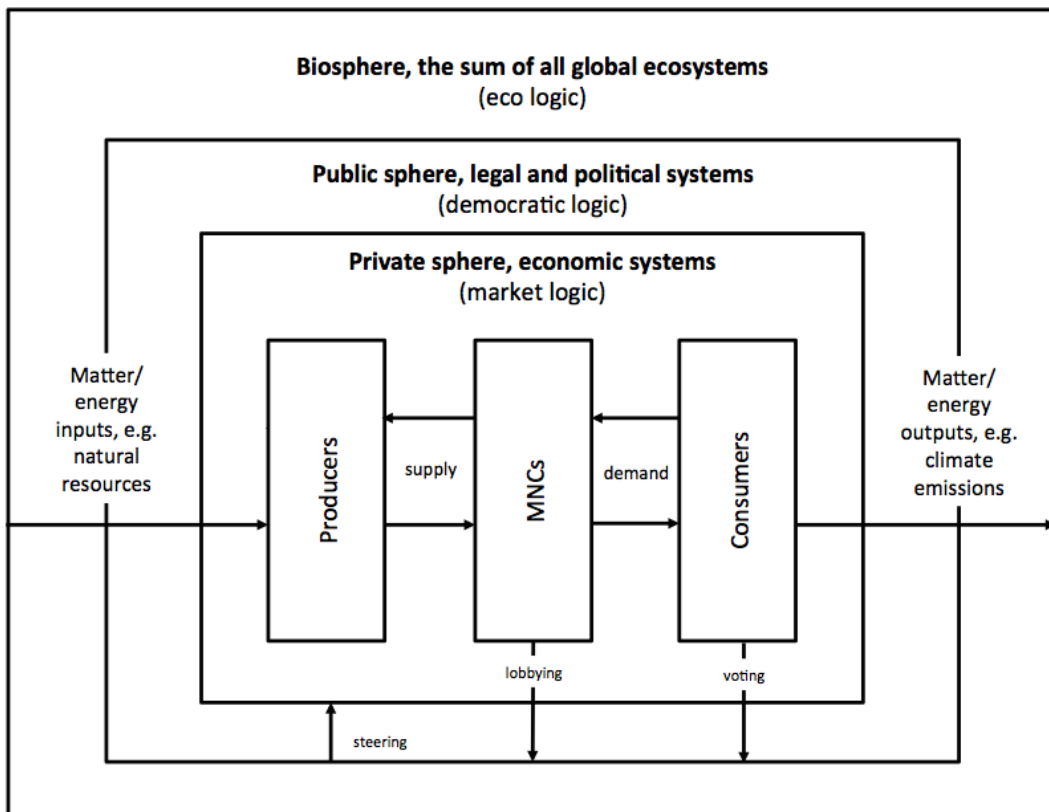 Biosphere, the sum of all global ecosystems
(eco logic)
Public sphere, legal and political systems
(democratic logic)
Private sphere, economic systems
(market logic)
Matter/
energy
inputs, e.g.
natural
resources
Producers
supply
MNCs
demand
Consumers
Matter/
energy
outputs, e.g.
climate
emissions
lobbying
voting
steering